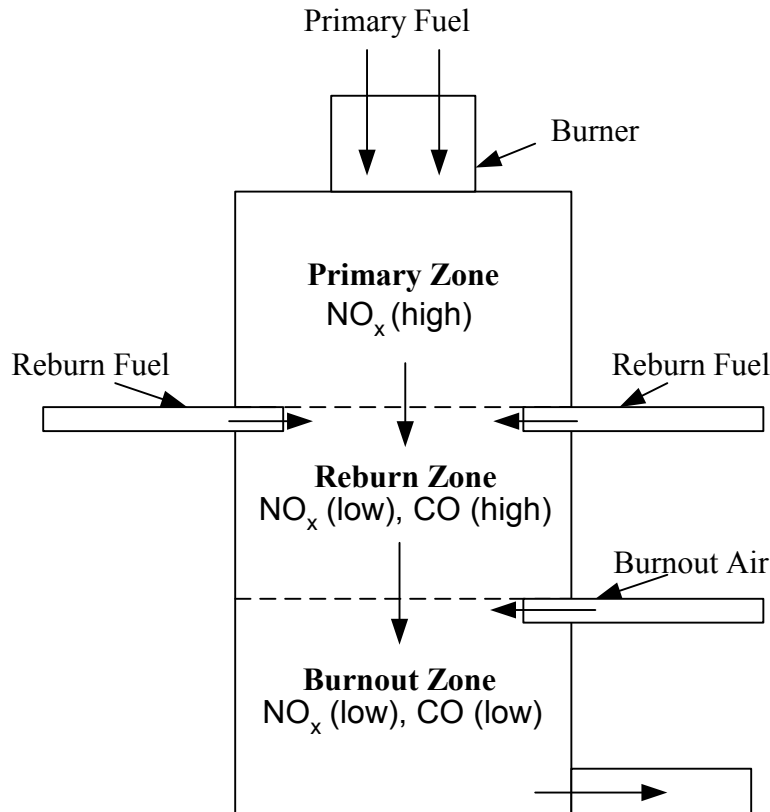 Primary Fuel
Burner
Primary Zone
NOx (high)
Reburn Fuel
Reburn Fuel
Reburn Zone
NOx (low), CO (high)
Burnout Air
Burnout Zone
NOx (low), CO (low)